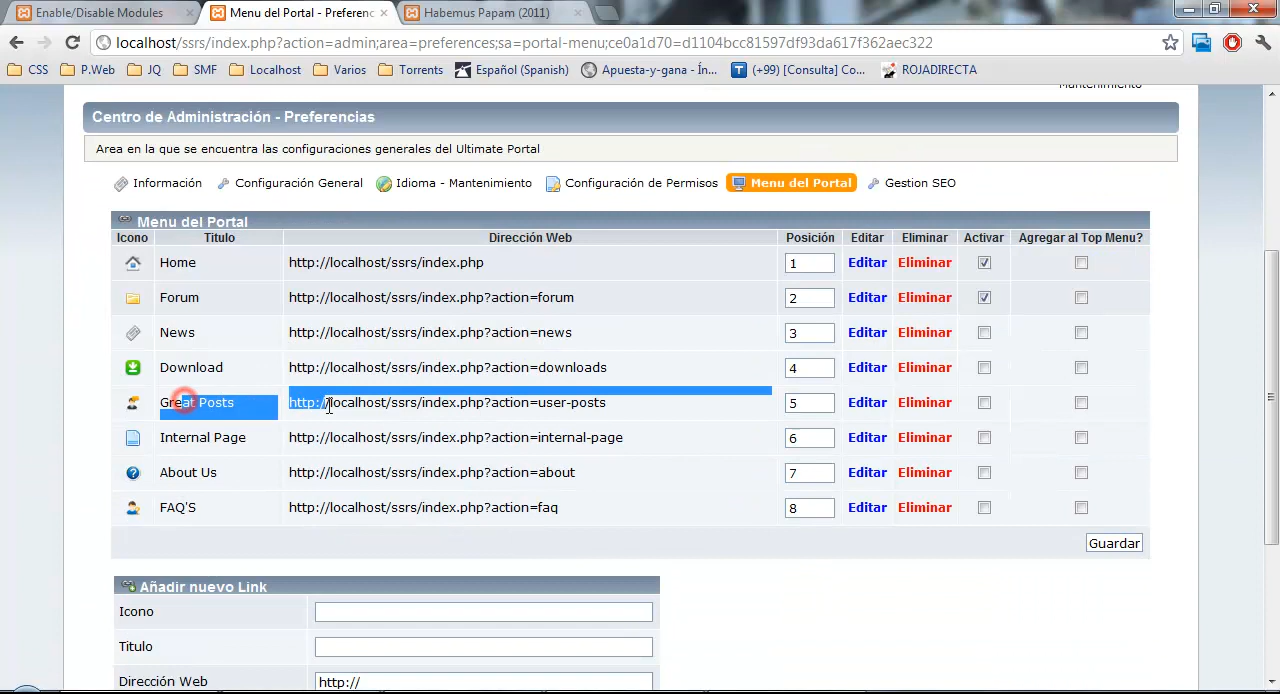 Enable/Disable Modules
Menu del Portal - Preferenc
Habemus Papam (2011)
localhost/ssrs/index.php?action=admin;area=preferences;sa=portal-menu;ce0a1d70=d1104bcc81597df93da617f362aec322
CSS P.Web JQ SMF Localhost Varios Torrents Español (Spanish) Apuesta-y-gana - Ín... (+99) [Consulta] Co... ROJADIRECTA
Mantenimiento
Centro de Administración - Preferencias
Area en la que se encuentra las configuraciones generales del Ultimate Portal
Información Configuración General Idioma - Mantenimiento Configuración de Permisos Menu del Portal Gestion SEO
Menu del Portal
Icono Titulo Dirección Web Posición Editar Eliminar Activar Agregar al Top Menu?
Home http://localhost/ssrs/index.php 1 Editar Eliminar
Forum http://localhost/ssrs/index.php?action=forum 2 Editar Eliminar
News http://localhost/ssrs/index.php?action=news 3 Editar Eliminar
Download http://localhost/ssrs/index.php?action=downloads 4 Editar Eliminar
Great Posts http://localhost/ssrs/index.php?action=user-posts 5 Editar Eliminar
Internal Page http://localhost/ssrs/index.php?action=internal-page 6 Editar Eliminar
About Us http://localhost/ssrs/index.php?action=about 7 Editar Eliminar
FAQ'S http://localhost/ssrs/index.php?action=faq 8 Editar Eliminar
Guardar
Añadir nuevo Link
Icono
Titulo
Dirección Web http://